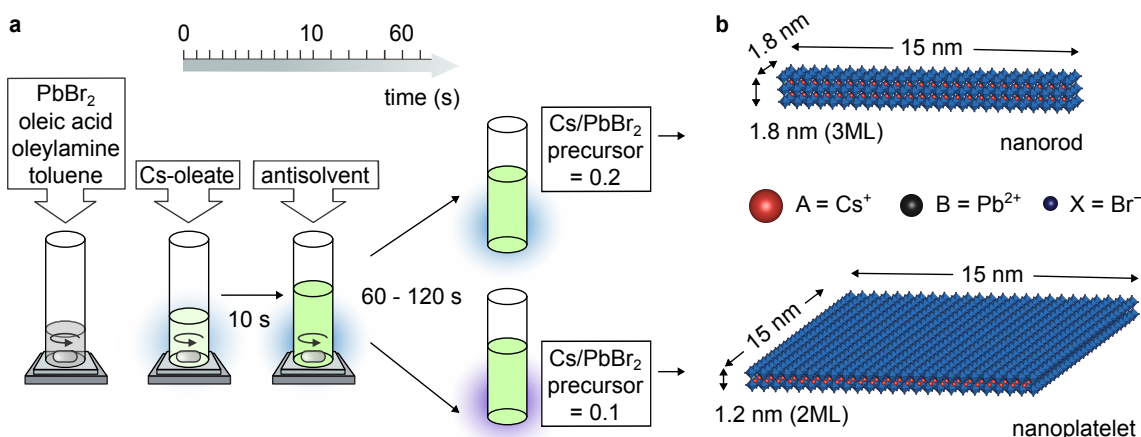 a
0 10 60
time (s)
PbBr₂
oleic acid
oleylamine
toluene
Cs-oleate
antisolvent
10 s
60 - 120 s
Cs/PbBr₂
precursor
= 0.2
Cs/PbBr₂
precursor
= 0.1
b
1.8 nm
15 nm
1.8 nm (3ML)
nanorod
A = Cs⁺ B = Pb²⁺ X = Br⁻
15 nm
15 nm
1.2 nm (2ML)
nanoplatelet